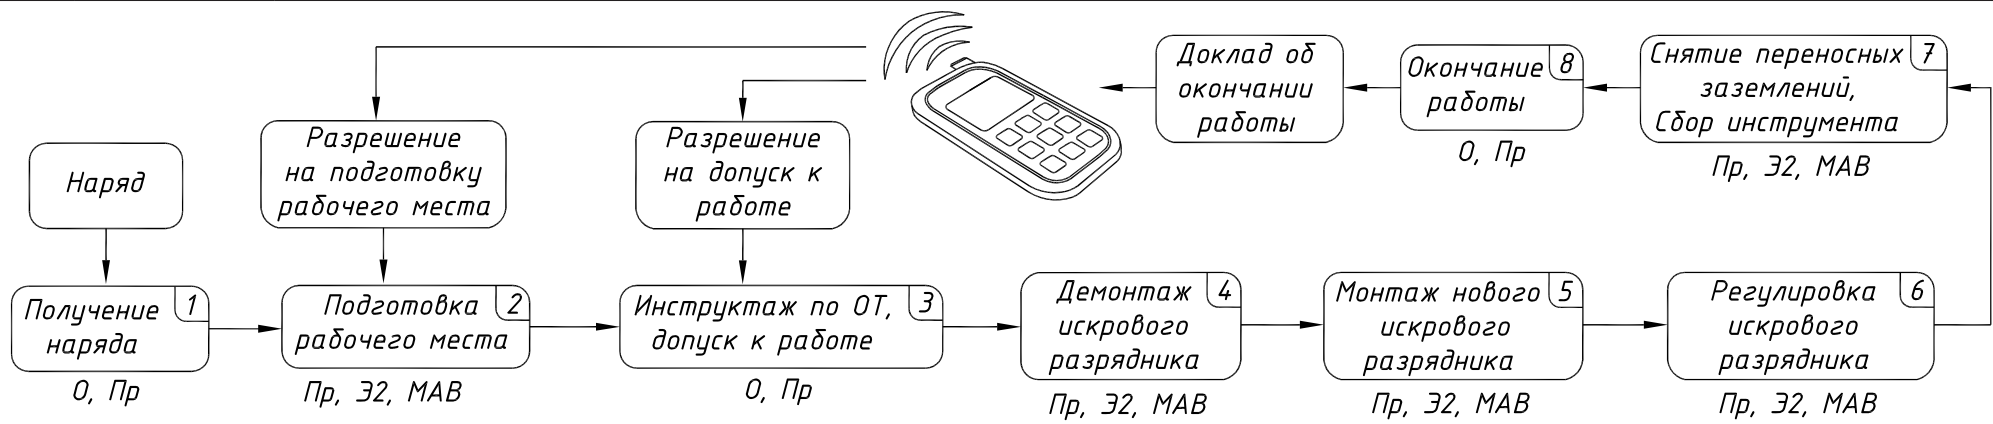 Наряд
Получение
наряда
1
О, Пр
Разрешение
на подготовку
рабочего места
Подготовка
рабочего места
2
Пр, Э2, МАВ
Разрешение
на допуск к
работе
Инструктаж по ОТ,
допуск к работе
3
О, Пр
Демонтаж
искрового
разрядника
4
Пр, Э2, МАВ
Монтаж нового
искрового
разрядника
5
Пр, Э2, МАВ
Регулировка
искрового
разрядника
6
Пр, Э2, МАВ
Снятие переносных
заземлений,
Сбор инструмента
7
Пр, Э2, МАВ
Окончание
работы
8
О, Пр
Доклад об
окончании
работы